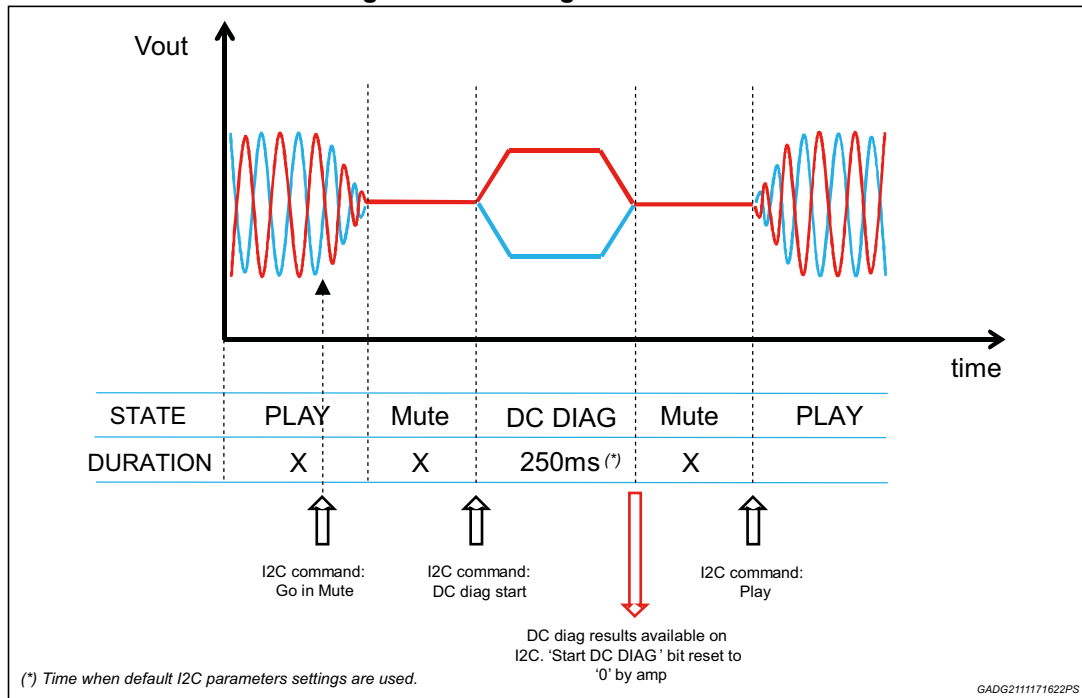 Vout
time
STATE PLAY Mute DC DIAG Mute PLAY
DURATION X X 250ms (*) X
I2C command:
Go in Mute
I2C command:
DC diag start
I2C command:
Play
DC diag results available on
I2C. ‘Start DC DIAG’ bit reset to
‘0’ by amp
(*) Time when default I2C parameters settings are used.
GADG2111171622PS